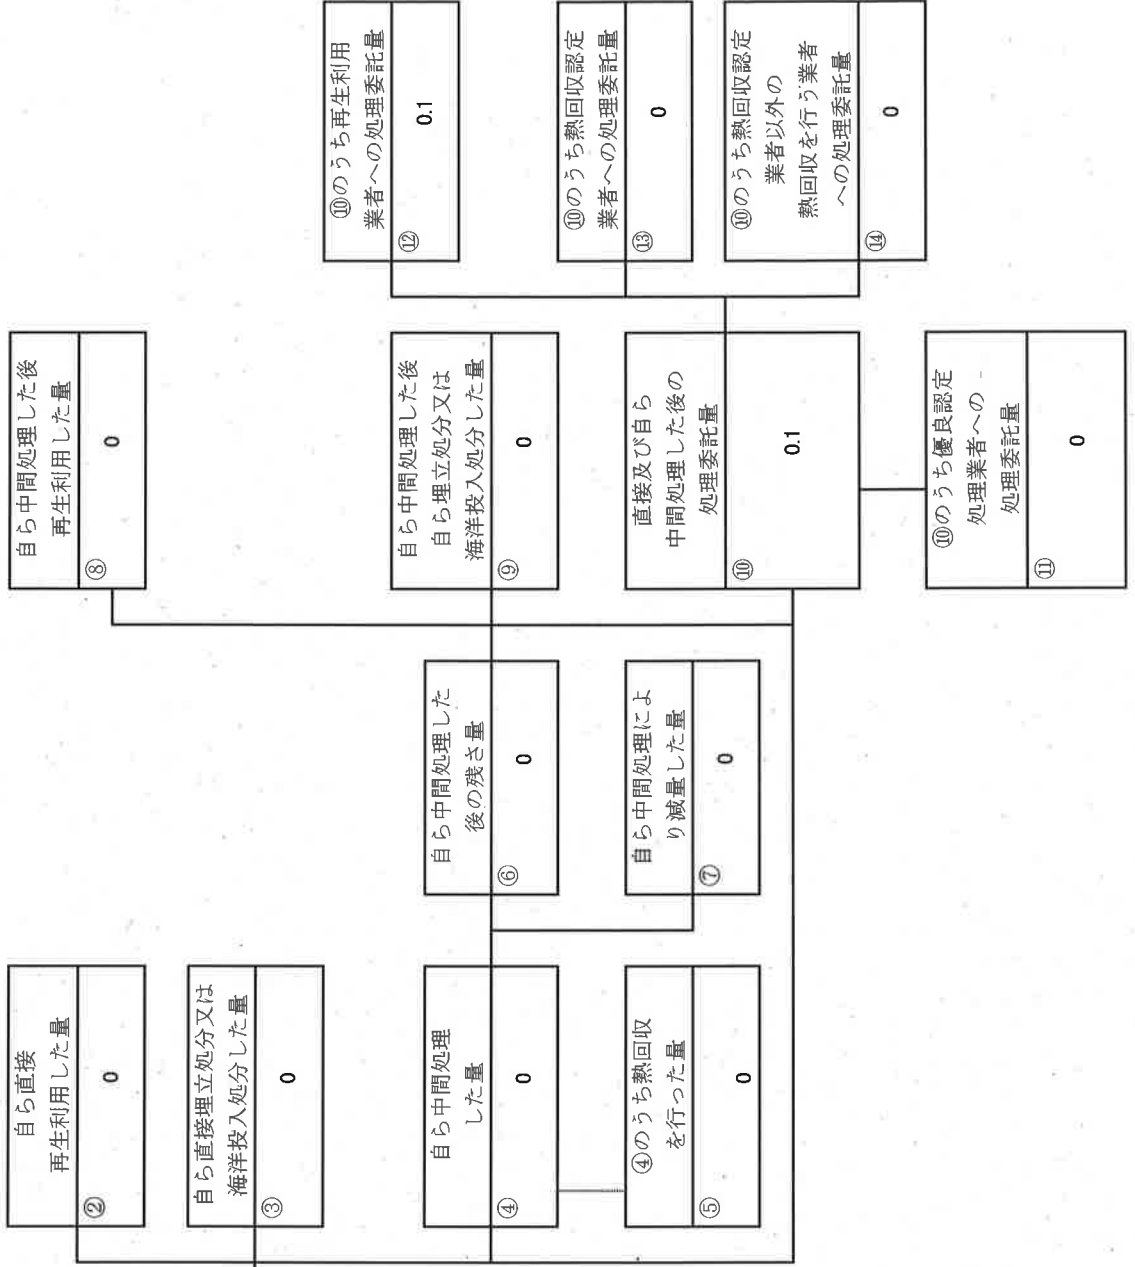 自ら直接
再生利用した量
②
0
自ら直接埋立処分又は
海洋投入処分した量
③
0
自ら中間処理
した量
④
0
④のうち熱回収
を行った量
⑤
0
自ら中間処理した
後の残さ量
⑥
0
自ら中間処理によ
り減量した量
⑦
0
自ら中間処理した後
再生利用した量
⑧
0
自ら中間処理した後
自ら埋立処分又は
海洋投入処分した量
⑨
0
直接及び自ら
中間処理した後の
処理委託量
⑩
0.1
⑩のうち優良認定
処理業者への
処理委託量
⑪
0
⑩のうち再生利用
業者への処理委託量
⑫
0.1
⑩のうち熱回収認定
業者への処理委託量
⑬
0
⑩のうち熱回収認定
業者以外の
熱回収を行う業者
への処理委託量
⑭
0